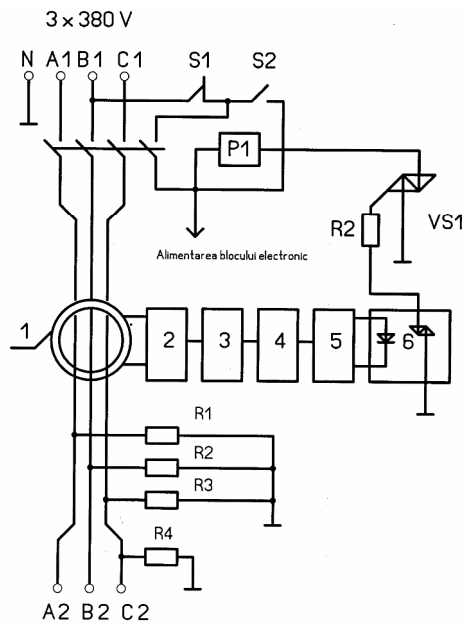 3 x 380 V
N A1 B1 C1
S1 S2
P1
R2
VS1
Alimentarea blocului electronic
1
2 3 4 5 6
R1
R2
R3
R4
A2 B2 C2